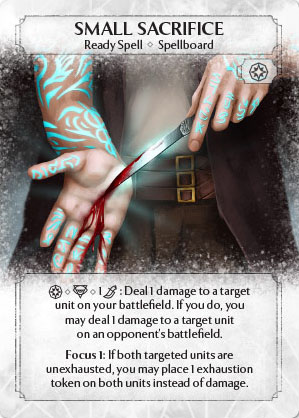 SMALL SACRIFICE
Ready Spell ◇ Spellboard
◇ ◇ 1 : Deal 1 damage to a target
unit on your battlefield. If you do, you
may deal 1 damage to a target unit
on an opponent's battlefield.
Focus 1: If both targeted units are
unexhausted, you may place 1 exhaustion
token on both units instead of damage.